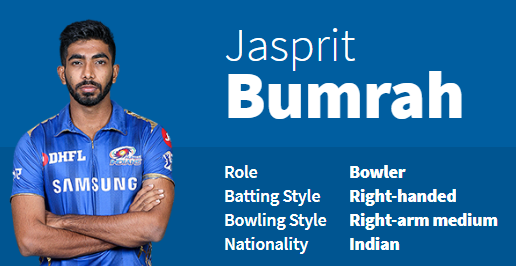 Jasprit
Bumrah
Role Bowler
Batting Style Right-handed
Bowling Style Right-arm medium
Nationality Indian
DHFL
SAMSUNG